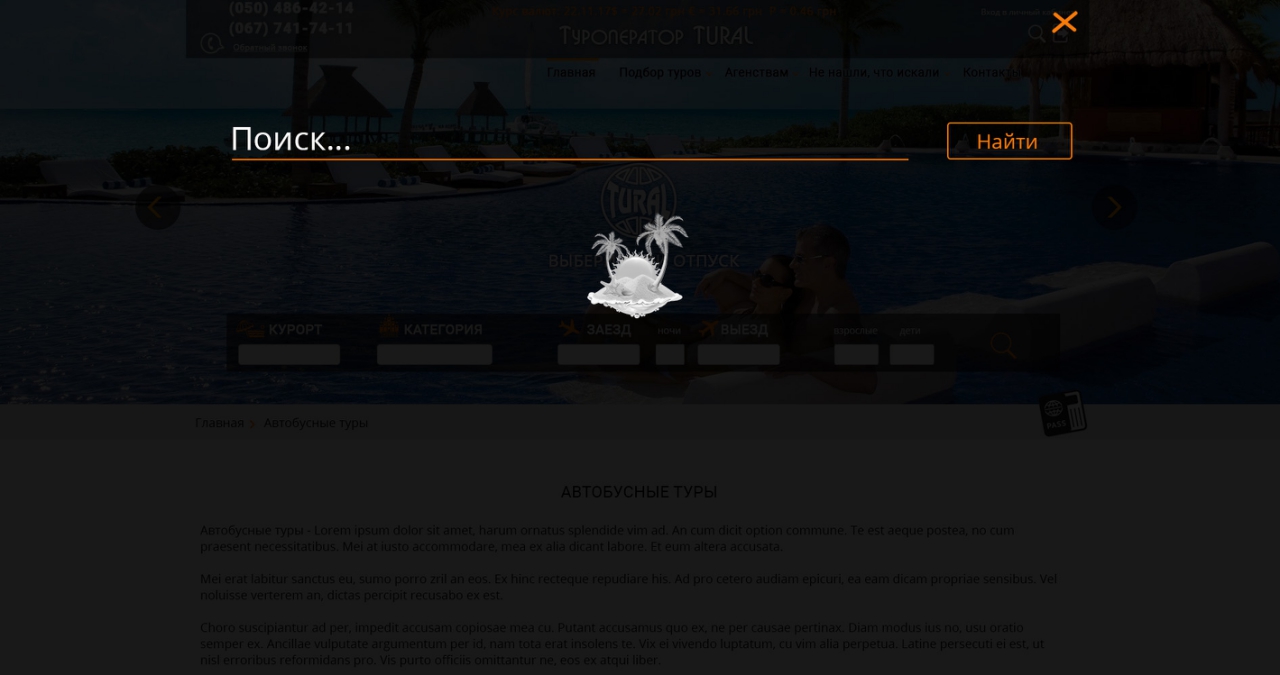 (050) 486-42-14
(067) 741-74-11
Обратный звонок
Туроператор TURAL
Главная Подбор туров Агенствам Не нашли, что искали
Поиск...
Найти
TURAL
ОТПУСК
КУРОРТ КАТЕГОРИЯ ЗАЕЗД ночи ВЫЕЗД взрослые дети
PASS
Главная Автобусные туры
АВТОБУСНЫЕ ТУРЫ
Автобусные туры - Lorem ipsum dolor sit amet, harum ornatus splendide vim ad. An cum dicit option commune. Te est aeque postea, no cum
praesent necessitatibus. Mei at iusto accommodare, mea ex alia dicant labore. Et eum altera accusata.
Mei erat labitur sanctus eu, sumo porro zril an eos. Ex hinc recteque repudiare his. Ad pro cetero audiam epicuri, ea eam dicam propriae sensibus. Vel
noluisse verterem an, dictas percipit recusabo ex est.
Choro suscipiantur ad per, impedit accusam copiosae mea cu. Putant accusamus quo ex, ne per causae pertinax. Diam modus ius no, usu oratio
semper ex. Ancillae vulputate argumentum per id, nam tota erat insolens te. Vix ei vivendo luptatum, cu vim alia perpetua. Latine persecuti ei est, ut
nisl erroribus reformidans pro. Vis purto officiis omittantur ne, eos ex atqui liber.